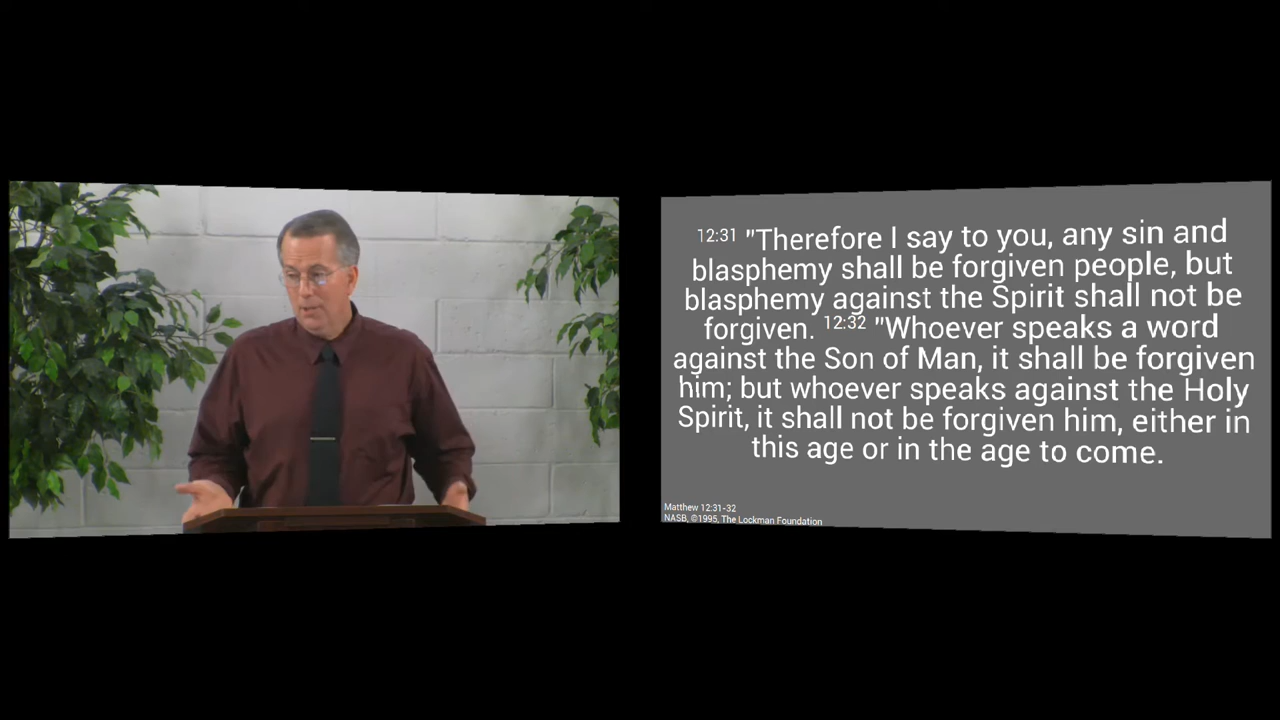 12:31 "Therefore I say to you, any sin and
blasphemy shall be forgiven people, but
blasphemy against the Spirit shall not be
forgiven. 12:32 "Whoever speaks a word
against the Son of Man, it shall be forgiven
him; but whoever speaks against the Holy
Spirit, it shall not be forgiven him, either in
this age or in the age to come.
Matthew 12:31-32
NASB, ©1995, The Lockman Foundation